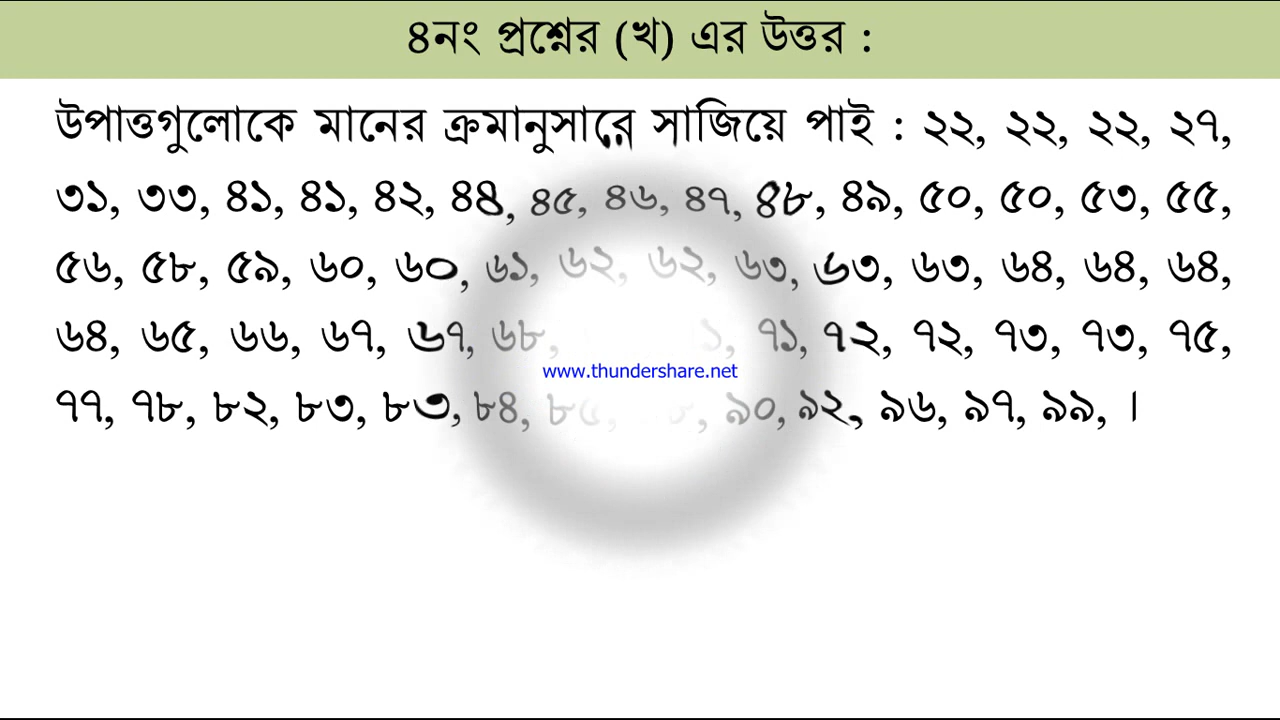 ৪নং প্রশ্নের (খ) এর উত্তর :
উপাত্তগুলোকে মানের ক্রমানুসারে সাজিয়ে পাই : ২২, ২২, ২২, ২৭,
৩১, ৩৩, ৪১, ৪১, ৪২, ৪৪, ৪৫, ৪৬, ৪৭, ৪৮, ৪৯, ৫০, ৫০, ৫৩, ৫৫,
৫৬, ৫৮, ৫৯, ৬০, ৬০, ৬১, ৬২, ৬২, ৬৩, ৬৩, ৬৩, ৬৪, ৬৪, ৬৪,
৬৪, ৬৫, ৬৬, ৬৭, ৬৭, ৬৮, ৭১, ৭২, ৭২, ৭৩, ৭৩, ৭৫,
www.thundershare.net
৭৭, ৭৮, ৮২, ৮৩, ৮৩, ৮৪, ৮৫, ৯০, ৯২, ৯৬, ৯৭, ৯৯, ।